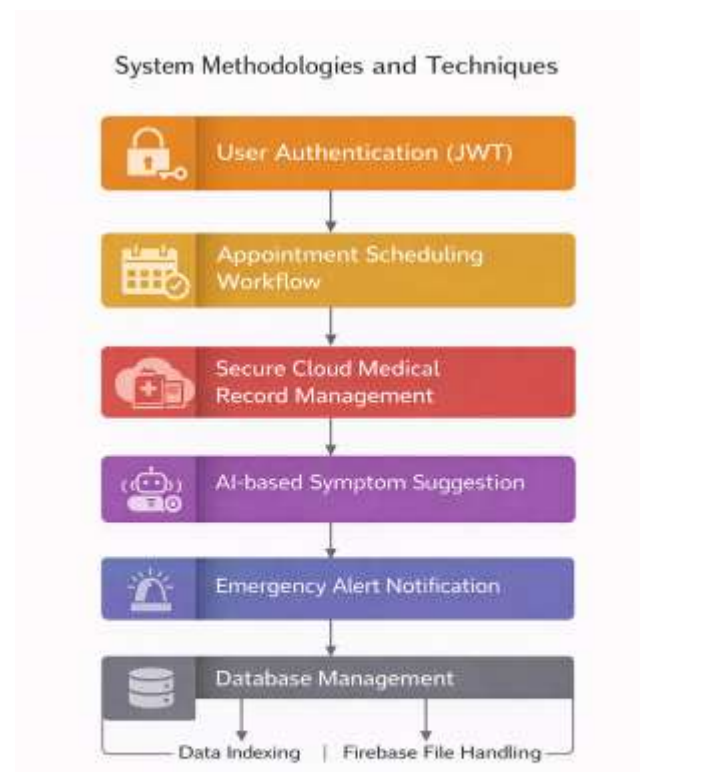 System Methodologies and Techniques
User Authentication (JWT)
Appointment Scheduling
Workflow
Secure Cloud Medical
Record Management
AI-based Symptom Suggestion
Emergency Alert Notification
Database Management
Data Indexing | Firebase File Handling